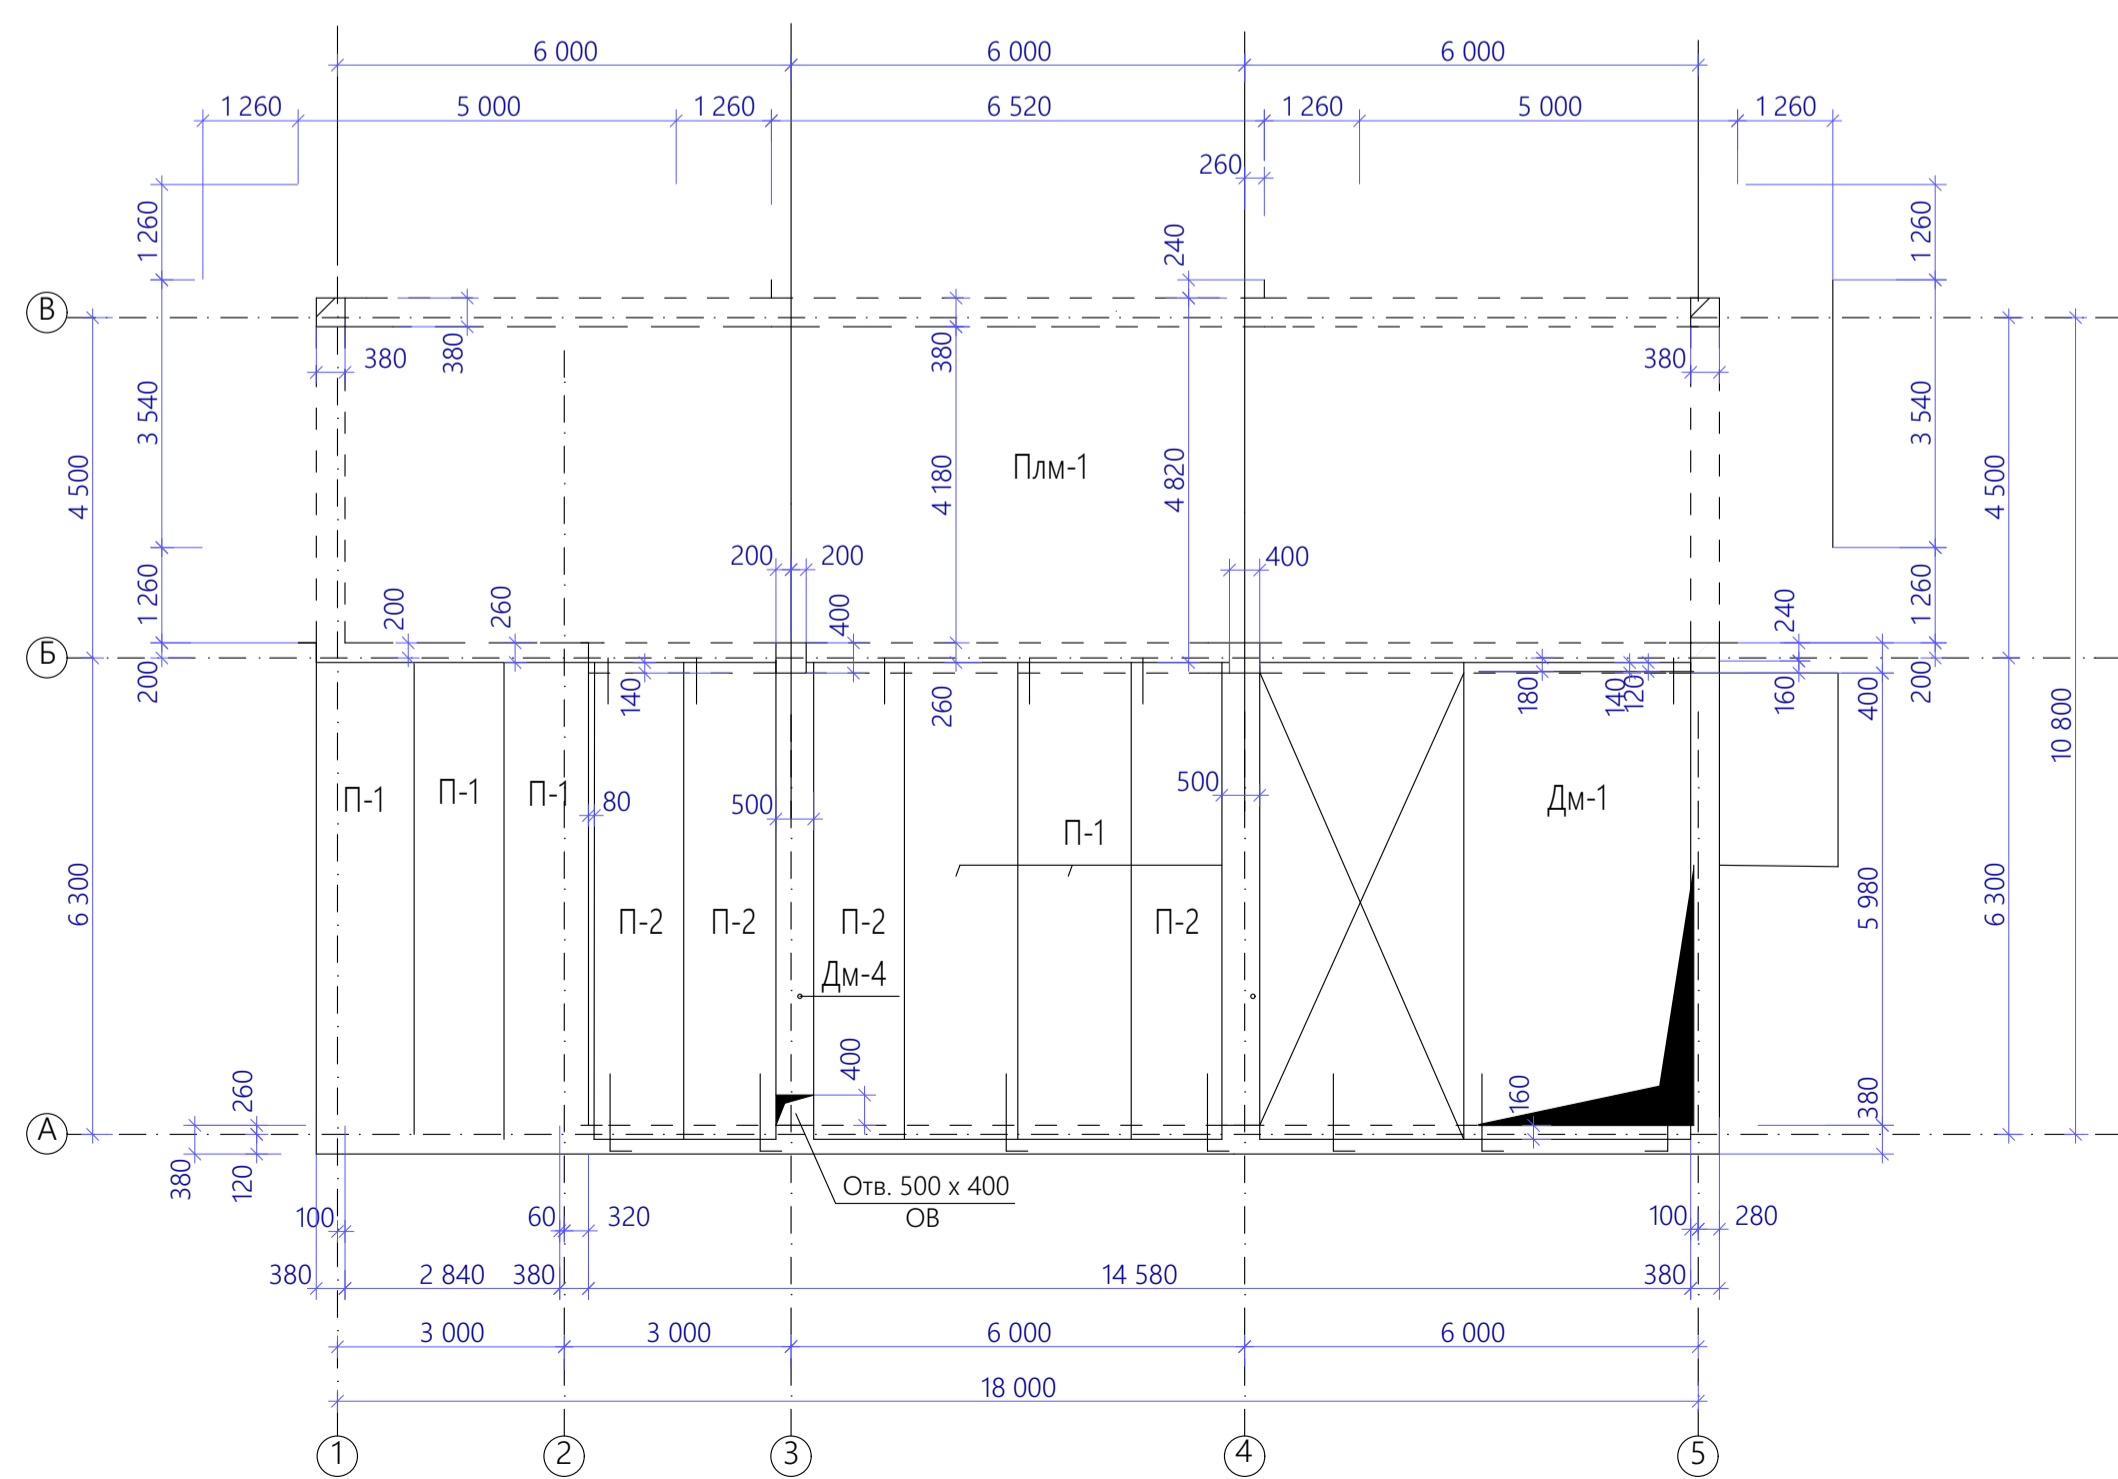 6 000 6 000 6 000
1 260 5 000 1 260 6 520 1 260 5 000 1 260
260
1 260 240 1 260
В
380 380 380 380
3 540 3 540
4 500 4 180 Плм-1 4 820 4 500
200 200 400
1 260 200 260 400 240 1 260
Б
200 140 260 180 140 120 160 400 200
10 800
П-1 П-1 П-1 80 500 500 Дм-1
П-1
6 300 5 980 6 300
П-2 П-2 П-2 П-2
Дм-4
260 400 160 380
А
380 120
Отв. 500 х 400
ОВ
100 60 320 100 280
380 2 840 380 14 580 380
3 000 3 000 6 000 6 000
18 000
1 2 3 4 5